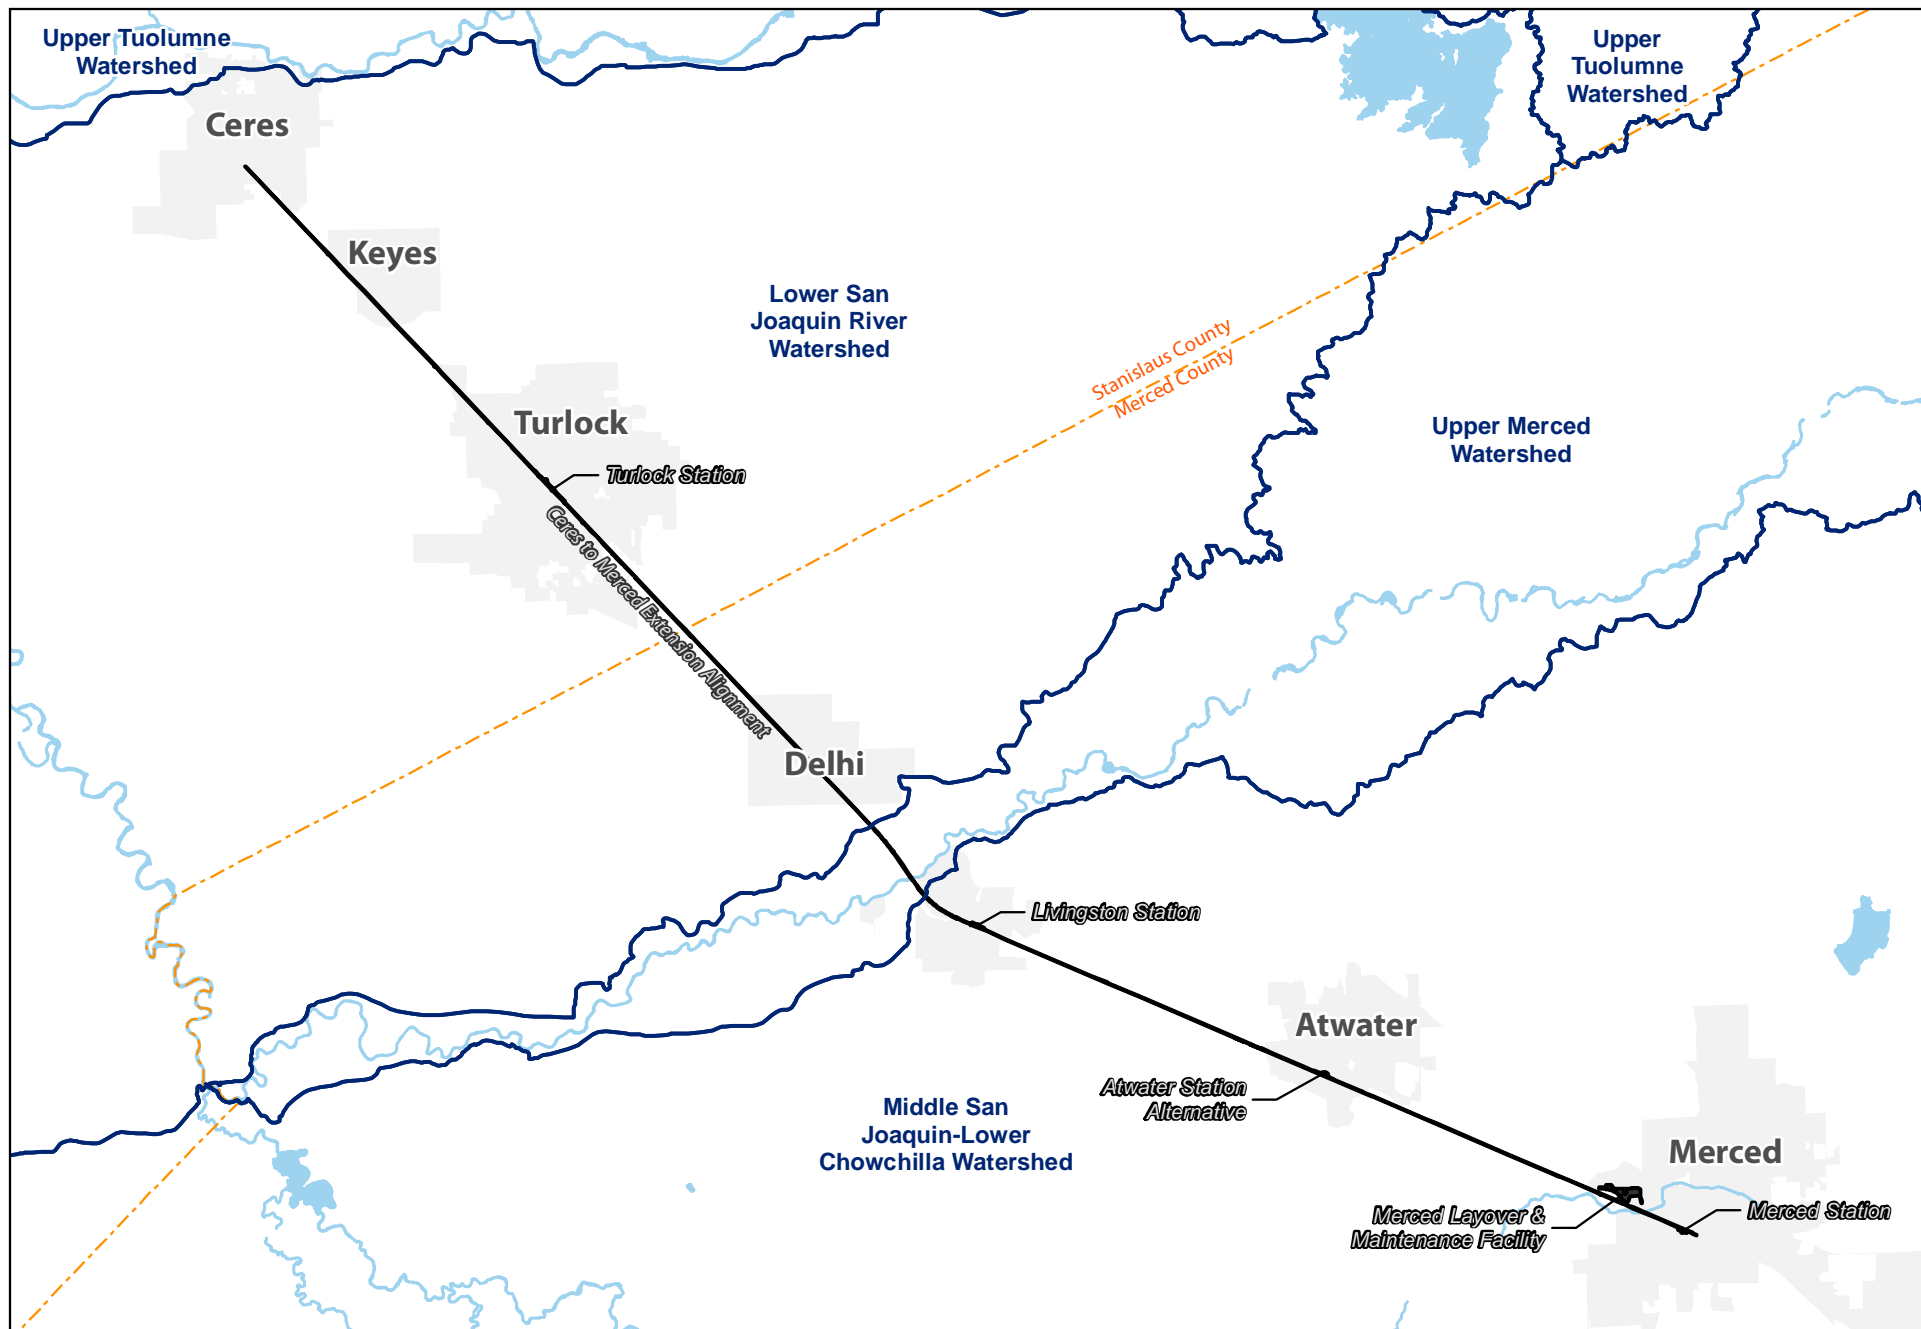 Upper Tuolumne
Watershed
Upper
Tuolumne
Watershed
Ceres
Keyes
Lower San
Joaquin River
Watershed
Stanislaus County
Merced County
Turlock
Turlock Station
Upper Merced
Watershed
Ceres to Merced Extension Alignment
Delhi
Livingston Station
Atwater
Atwater Station
Alternative
Middle San
Joaquin-Lower
Chowchilla Watershed
Merced
Merced Layover &
Maintenance Facility
Merced Station